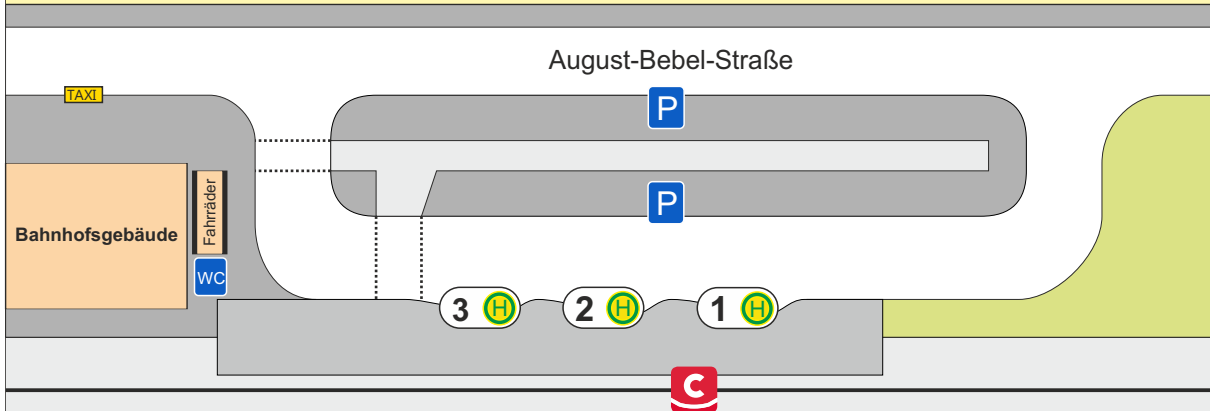 August-Bebel-Straße
TAXI
P
P
Bahnhofsgebäude
Fahrräder
WC
3 H
2 H
1 H
C